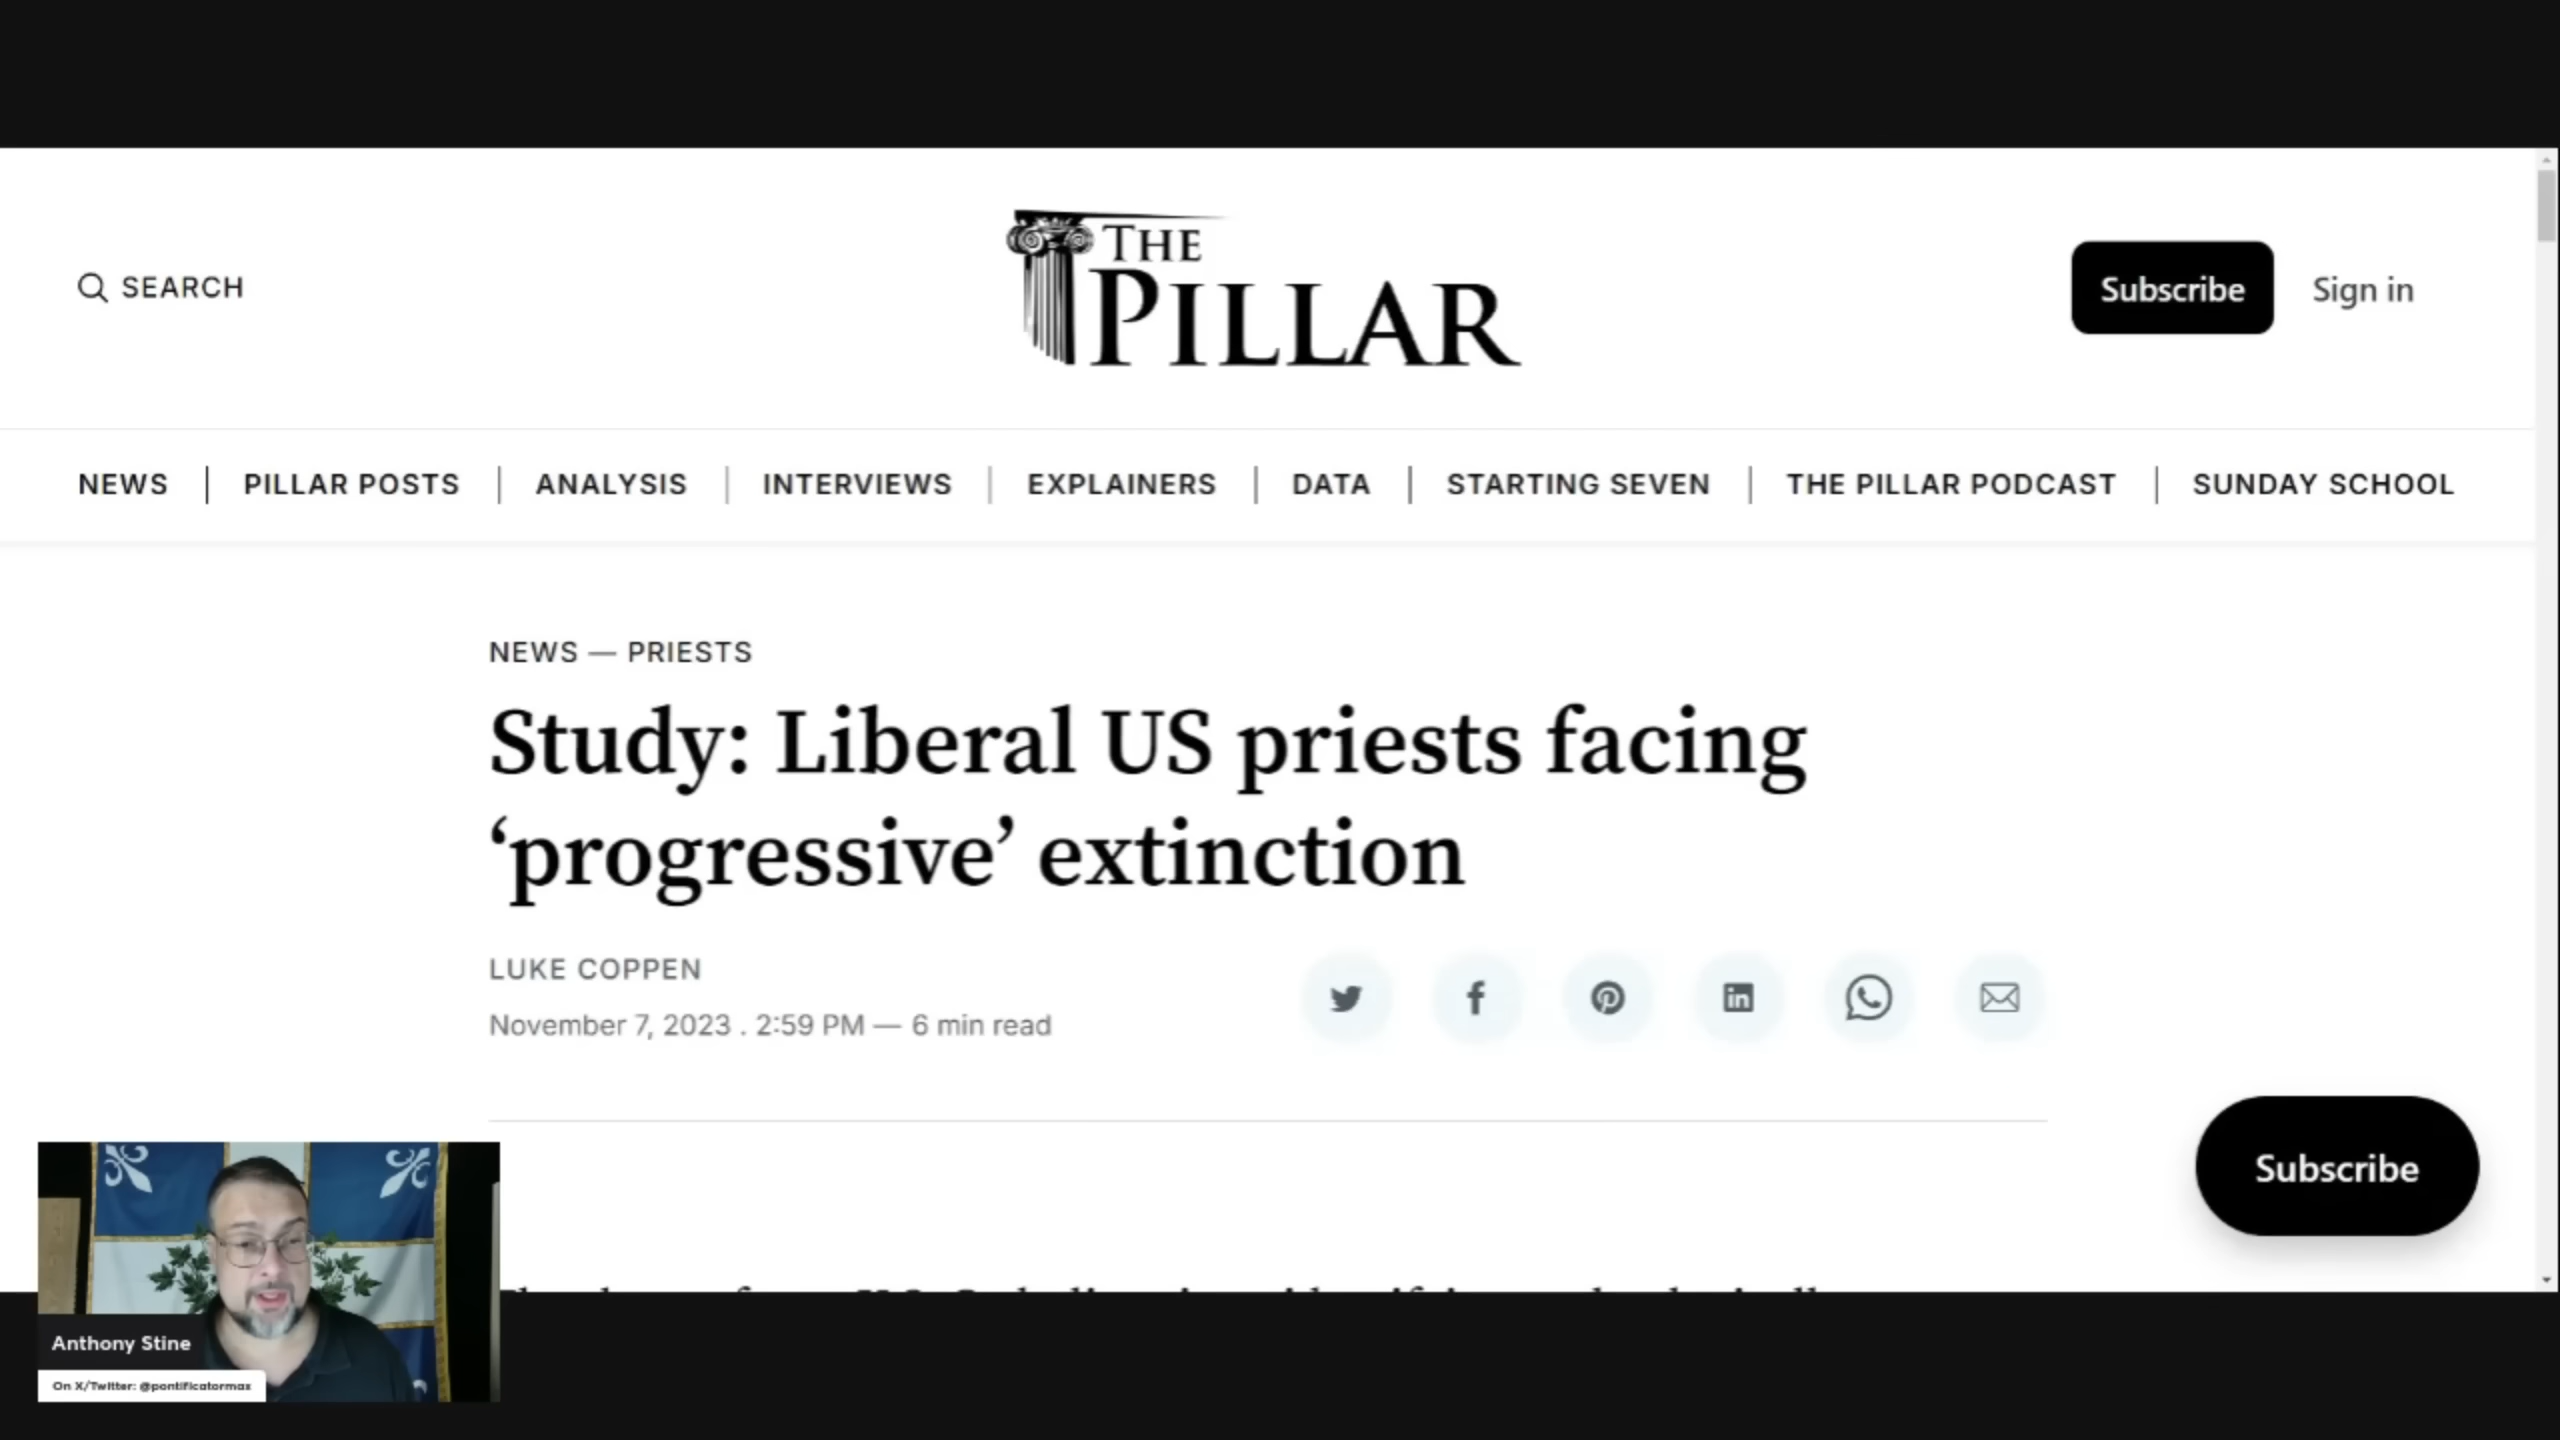 SEARCH
THE
PILLAR
Subscribe
Sign in
NEWS
PILLAR POSTS
ANALYSIS
INTERVIEWS
EXPLAINERS
DATA
STARTING SEVEN
THE PILLAR PODCAST
SUNDAY SCHOOL
NEWS — PRIESTS
Study: Liberal US priests facing
‘progressive’ extinction
LUKE COPPEN
November 7, 2023 . 2:59 PM — 6 min read
Subscribe
Anthony Stine
On X/Twitter: @pontificatormax